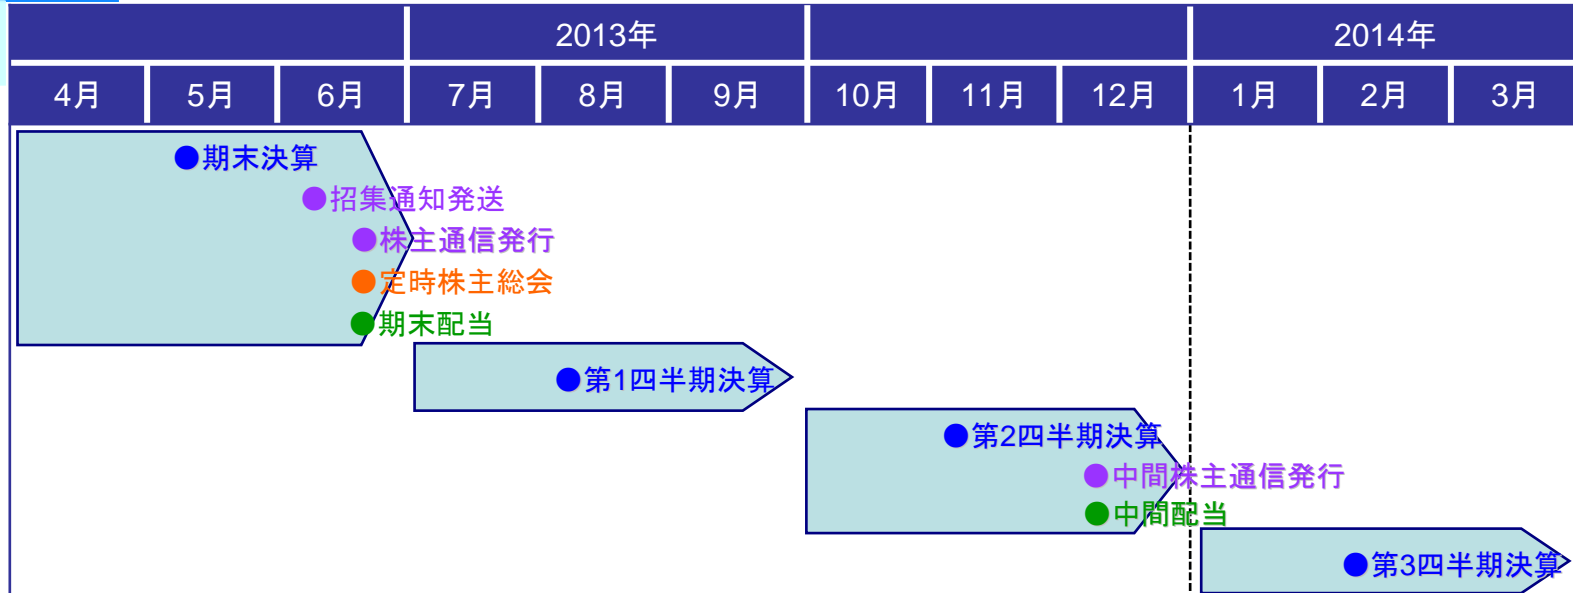 2013年 2014年
4月 5月 6月 7月 8月 9月 10月 11月 12月 1月 2月 3月
●期末決算
●招集通知発送
●株主通信発行
●定時株主総会
●期末配当
●第1四半期決算
●第2四半期決算
●中間株主通信発行
●中間配当
●第3四半期決算